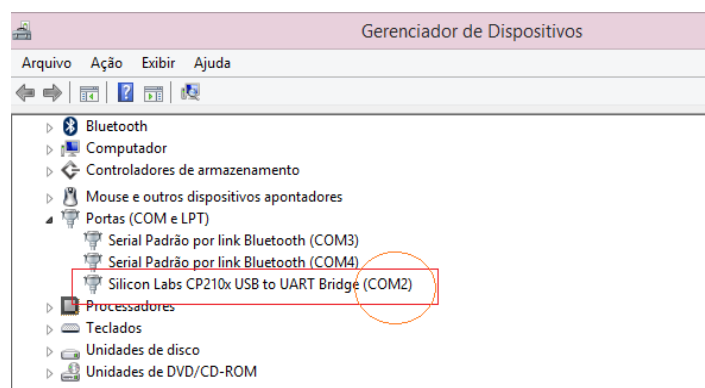 Gerenciador de Dispositivos
Arquivo Ação Exibir Ajuda
Bluetooth
Computador
Controladores de armazenamento
Mouse e outros dispositivos apontadores
Portas (COM e LPT)
Serial Padrão por link Bluetooth (COM3)
Serial Padrão por link Bluetooth (COM4)
Silicon Labs CP210x USB to UART Bridge (COM2)
Processadores
Teclados
Unidades de disco
Unidades de DVD/CD-ROM